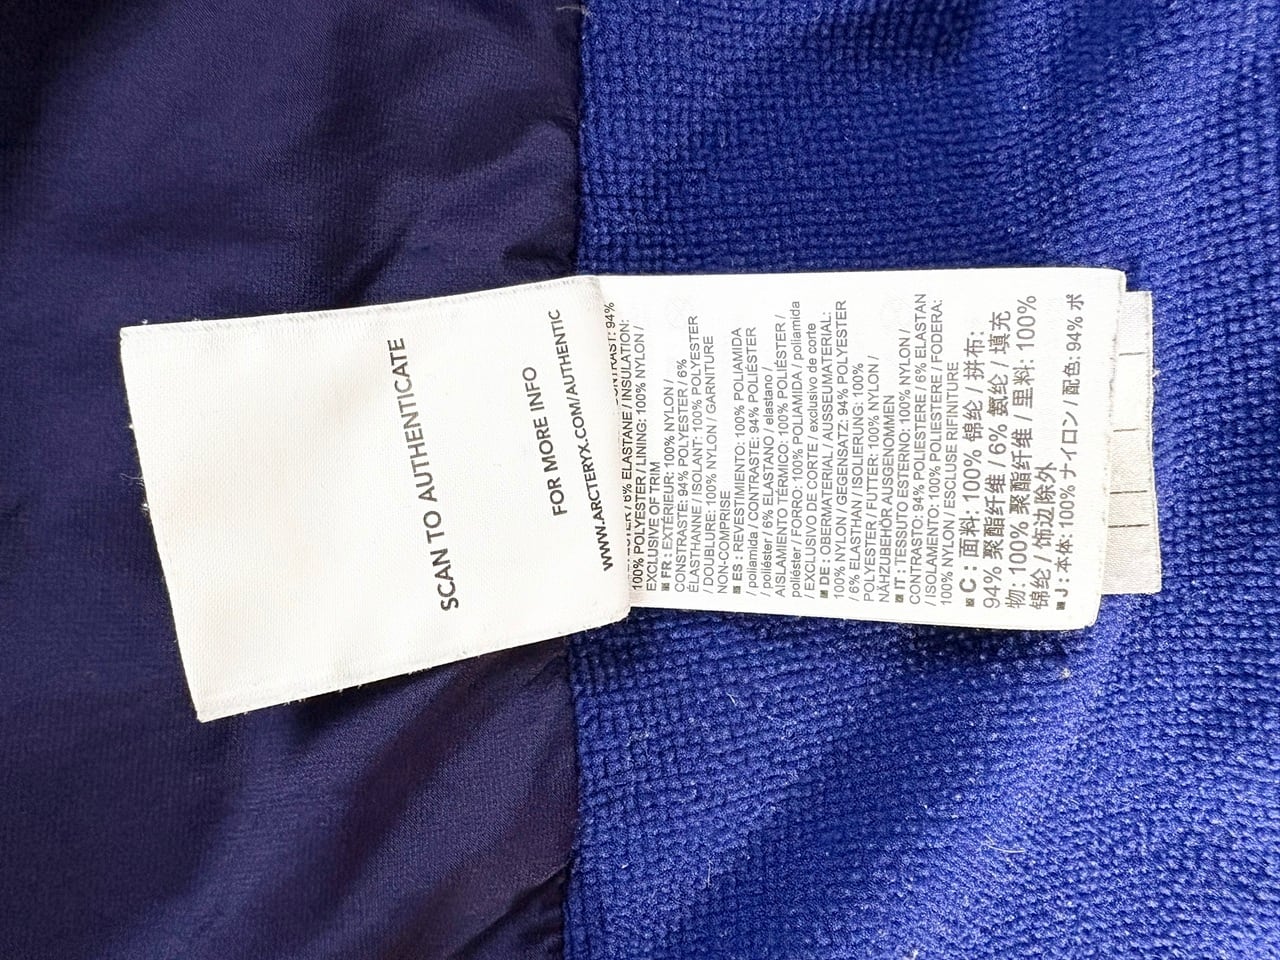 SCAN TO AUTHENTICATE
FOR MORE INFO
WWW.ARCTERYX.COM/AUTHENTIC
94%
/ 6% ELASTANE / INSULATION:
100% POLYESTER / LINING: 100% NYLON /
EXCLUSIVE OF TRIM
FR : EXTÉRIEUR: 100% NYLON /
CONSTRASTE: 94% POLYESTER / 6%
ÉLASTHANNE / ISOLANT: 100% POLYESTER
/ DOUBLURE: 100% NYLON / GARNITURE
NON-COMPRISE
ES : REVESTIMIENTO: 100% POLIAMIDA
/ poliamida / CONTRASTE: 94% POLIÉSTER
/ poliéster / 6% ELASTANO / elastano /
AISLAMIENTO TÉRMICO: 100% POLIÉSTER /
poliéster / FORRO: 100% POLIAMIDA / poliamida
/ EXCLUSIVO DE CORTE / exclusivo de corte
DE : OBERMATERIAL / AUSSEUMATERIAL:
100% NYLON / GEGENSATZ: 94% POLYESTER
/ 6% ELASTHAN / ISOLIERUNG: 100%
POLYESTER / FUTTER: 100% NYLON /
NÄHZUBEHÖR AUSGENOMMEN
IT : TESSUTO ESTERNO: 100% NYLON /
CONTRASTO: 94% POLIESTERE / 6% ELASTAN
/ ISOLAMENTO: 100% POLIESTERE / FODERA:
100% NYLON / ESCLUSE RIFINITURE
C : 面料: 100% 锦纶 / 拼布:
94% 聚酯纤维 / 6% 氨纶 / 填充
物: 100% 聚酯纤维 / 里料: 100%
锦纶 / 饰边除外
J : 本体: 100% ナイロン / 配色: 94% ポ